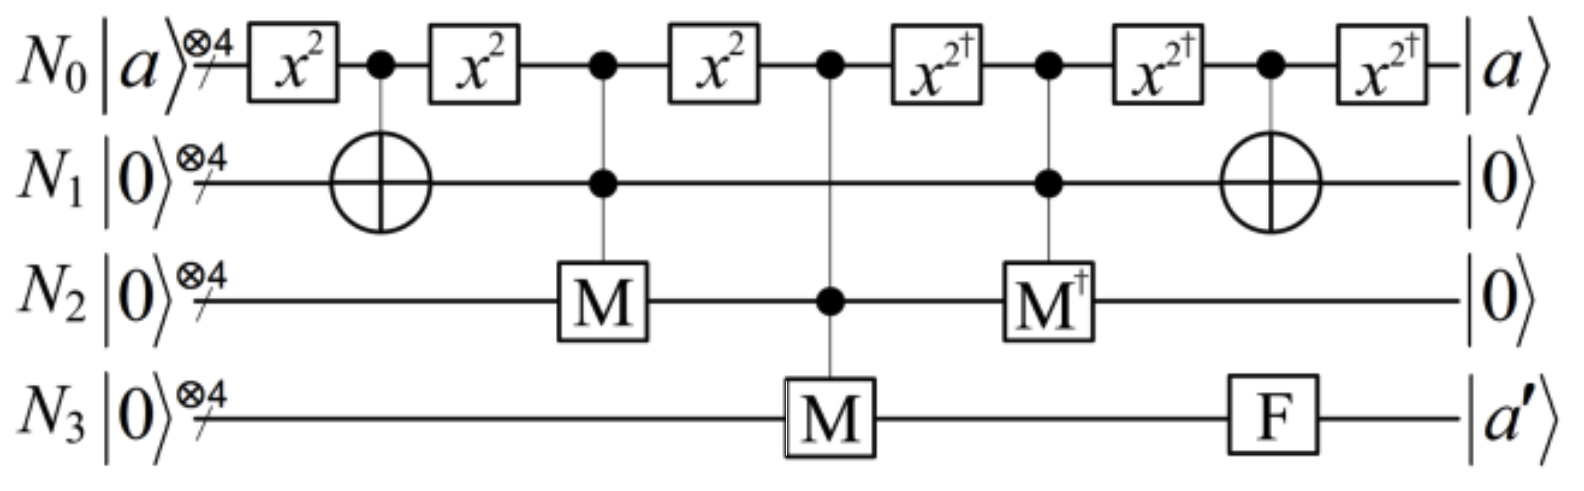 N₀|a⟩⊗4 x² x² x² x²† x²† x²† |a⟩
N₁|0⟩⊗4 |0⟩
N₂|0⟩⊗4 M M† |0⟩
N₃|0⟩⊗4 M F |a′⟩